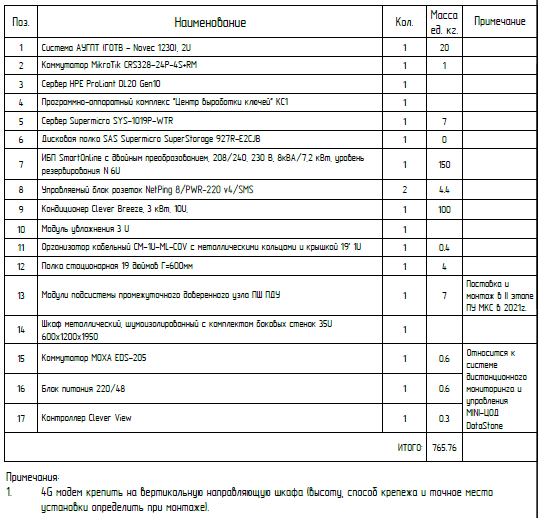 Поз. Наименование Кол. Масса ед. кг. Примечание
1 Система АУГПТ (ГОТВ - Novec 1230), 2U 1 20
2 Коммутатор MikroTik CRS328-24P-4S+RM 1 1
3 Сервер HPE ProLiant DL20 Gen10 1
4 Программно-аппаратный комплекс "Центр выработки ключей" КС1 1
5 Сервер Supermicro SYS-1019P-WTR 1 7
6 Дисковая полка SAS Supermicro SuperStorage 927R-E2CJB 1 0
7 ИБП SmartOnline с двойным преобразованием, 208/240, 230 В, 8кВА/7,2 кВт, уровень
резервирования N 6U 1 150
8 Управляемый блок розеток NetPing 8/PWR-220 v4/SMS 2 4.4
9 Кондиционер Clever Breeze, 3 кВт, 10U, 1 100
10 Модуль увлажнения 3 U 1
11 Организатор кабельный CM-1U-ML-COV с металлическими кольцами и крышкой 19' 1U 1 0.4
12 Полка стационарная 19 дюймов Г=600мм 1 4
13 Модули подсистемы промежуточного доверенного узла ПШ ПДУ 1 7 Поставка и
монтаж в II этапе
ПУ МКС в 2021г.
14 Шкаф металлический, шумоизолированный с комплектом боковых стенок 35U
600x1200x1950 1
15 Коммутатор MOXA EDS-205 1 0.6
16 Блок питания 220/48 1 0.6
17 Контроллер Clever View 1 0.3
Относится к
системе
дистанционного
мониторинга и
управления
MINI-ЦОД
DataStone
ИТОГО: 765.76
Примечания:
1. 4G модем крепить на вертикальную направляющую шкафа (высоту, способ крепежа и точное место
установки определить при монтаже).